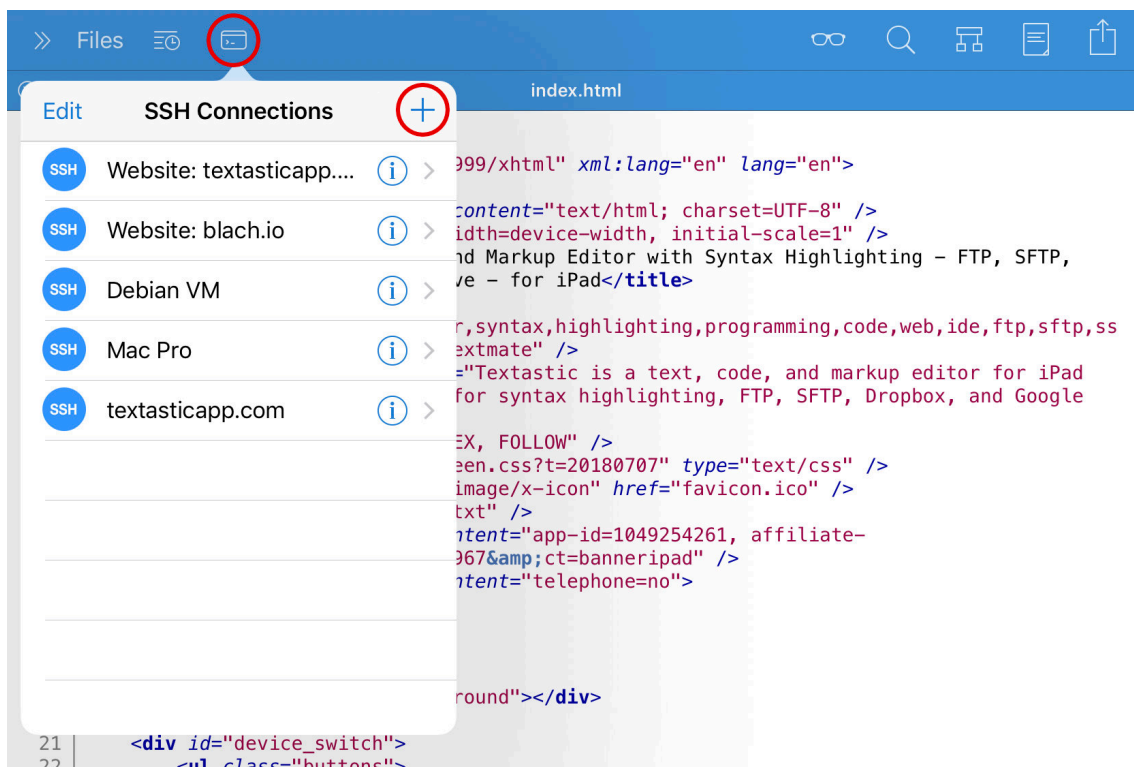 Files
index.html
Edit SSH Connections
SSH Website: textasticapp....
SSH Website: blach.io
SSH Debian VM
SSH Mac Pro
SSH textasticapp.com
999/xhtml" xml:lang="en" lang="en">
content="text/html; charset=UTF-8" />
idth=device-width, initial-scale=1" />
nd Markup Editor with Syntax Highlighting – FTP, SFTP,
ve – for iPad</title>
r,syntax,highlighting,programming,code,web,ide,ftp,sftp,ss
extmate" />
="Textastic is a text, code, and markup editor for iPad
for syntax highlighting, FTP, SFTP, Dropbox, and Google
EX, FOLLOW" />
een.css?t=20180707" type="text/css" />
image/x-icon" href="favicon.ico" />
txt" />
ntent="app-id=1049254261, affiliate-
967&amp;ct=banneripad" />
ntent="telephone=no">
round"></div>
21 <div id="device_switch">
22 <ul class="buttons">